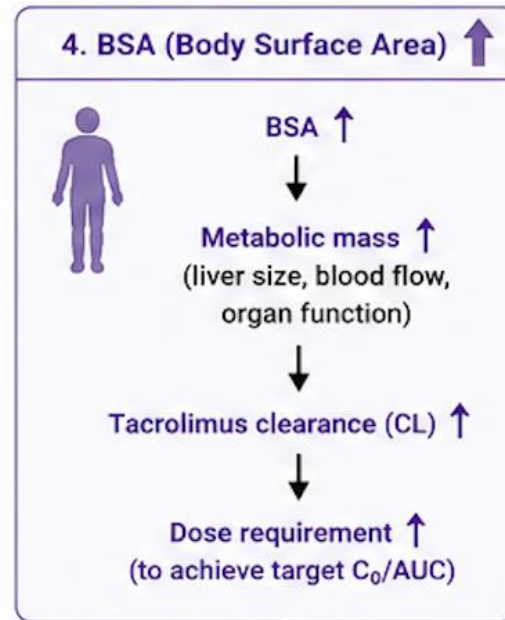 4. BSA (Body Surface Area) ↑
BSA ↑
↓
Metabolic mass ↑
(liver size, blood flow,
organ function)
↓
Tacrolimus clearance (CL) ↑
↓
Dose requirement ↑
(to achieve target C₀/AUC)